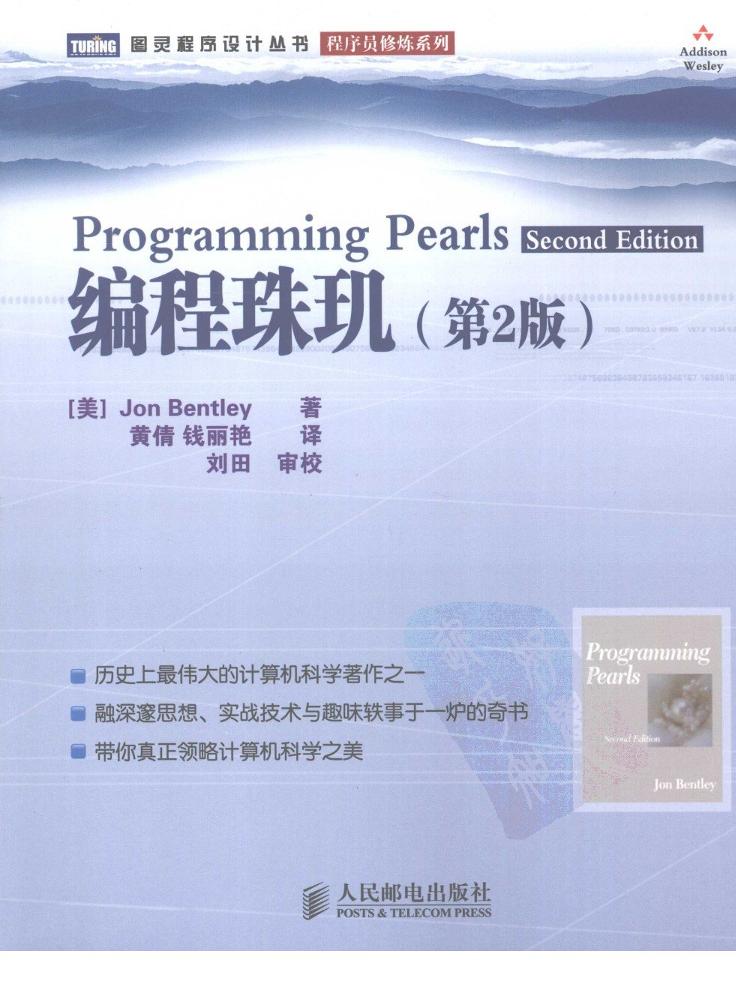 TURING 图灵程序设计丛书 程序员修炼系列
Addison
Wesley
Programming Pearls Second Edition
编程珠玑（第2版）
[美] Jon Bentley 著
黄倩 钱丽艳 译
刘田 审校
历史上最伟大的计算机科学著作之一
融深邃思想、实战技术与趣味轶事于一炉的奇书
带你真正领略计算机科学之美
Programming
Pearls
Second Edition
Jon Bentley
人民邮电出版社
POSTS & TELECOM PRESS